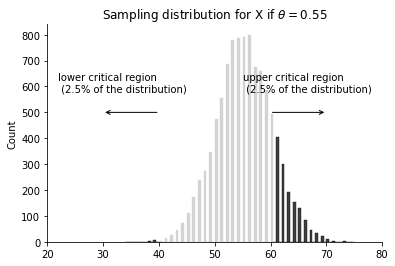 Sampling distribution for X if θ = 0.55
lower critical region
(2.5% of the distribution)
upper critical region
(2.5% of the distribution)
Count
800
700
600
500
400
300
200
100
0
20
30
40
50
60
70
80